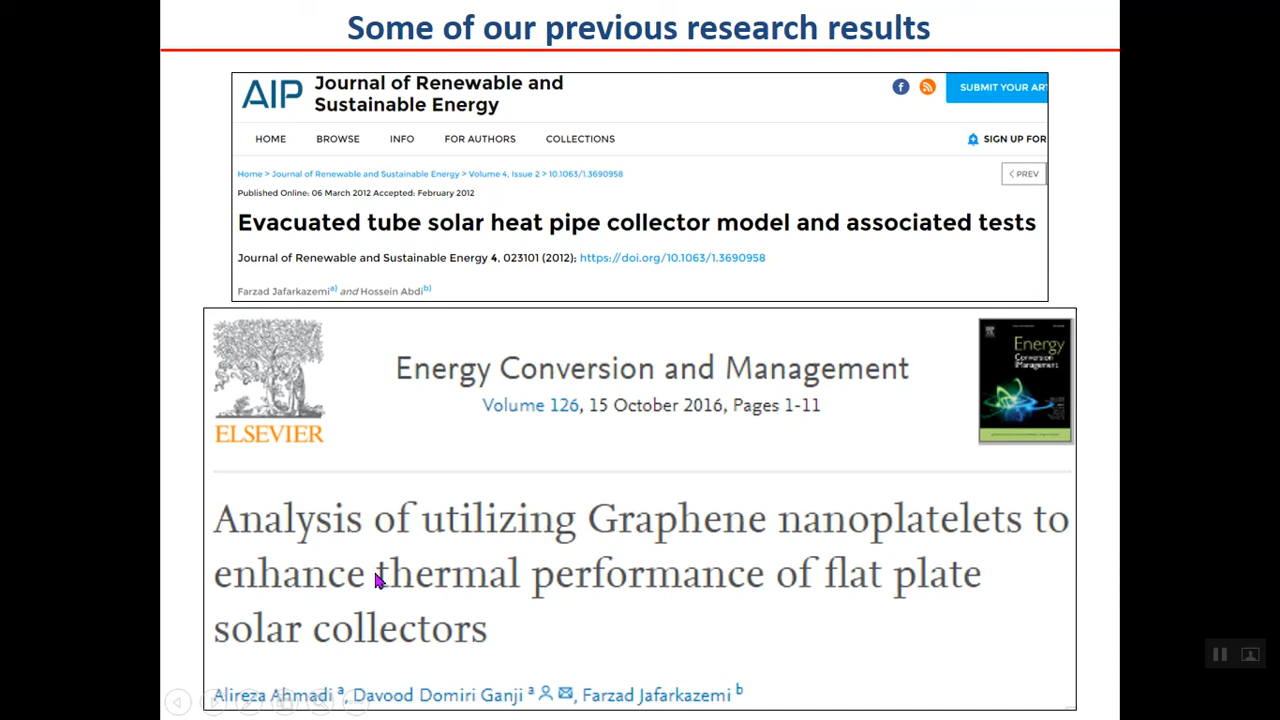 Some of our previous research results
AIP
Journal of Renewable and
Sustainable Energy
SUBMIT YOUR AR
HOME BROWSE INFO FOR AUTHORS COLLECTIONS
SIGN UP FOR
Home > Journal of Renewable and Sustainable Energy > Volume 4, Issue 2 > 10.1063/1.3690958
< PREV
Published Online: 06 March 2012 Accepted: February 2012
Evacuated tube solar heat pipe collector model and associated tests
Journal of Renewable and Sustainable Energy 4, 023101 (2012); https://doi.org/10.1063/1.3690958
Farzad Jafarkazemi a) and Hossein Abdi b)
ELSEVIER
Energy Conversion and Management
Volume 126, 15 October 2016, Pages 1-11
Energy
Conversion and
Management
Analysis of utilizing Graphene nanoplatelets to
enhance thermal performance of flat plate
solar collectors
Alireza Ahmadi a, Davood Domiri Ganji a, Farzad Jafarkazemi b